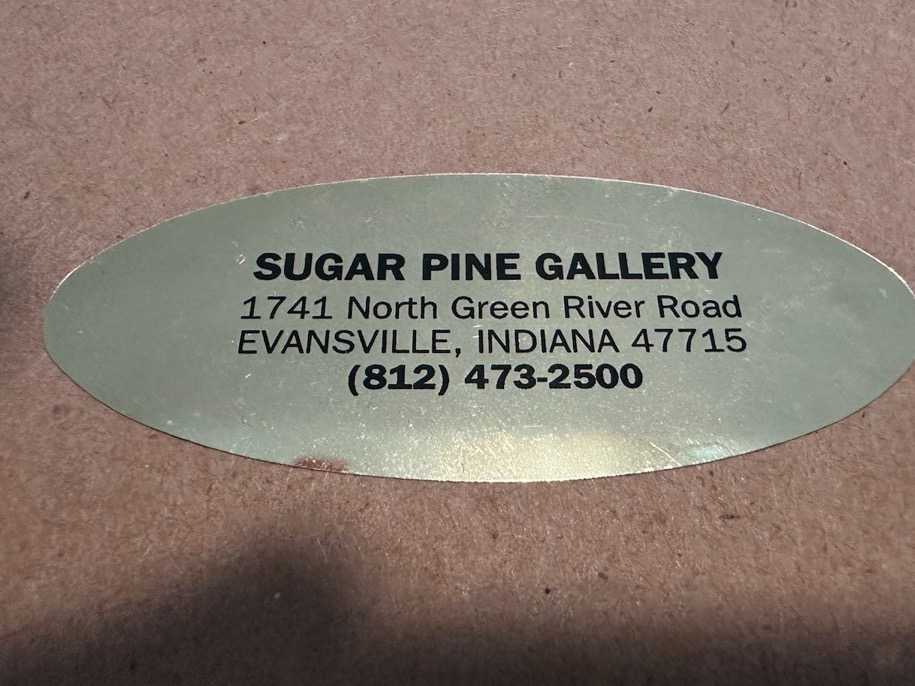 SUGAR PINE GALLERY
1741 North Green River Road
EVANSVILLE, INDIANA 47715
(812) 473-2500